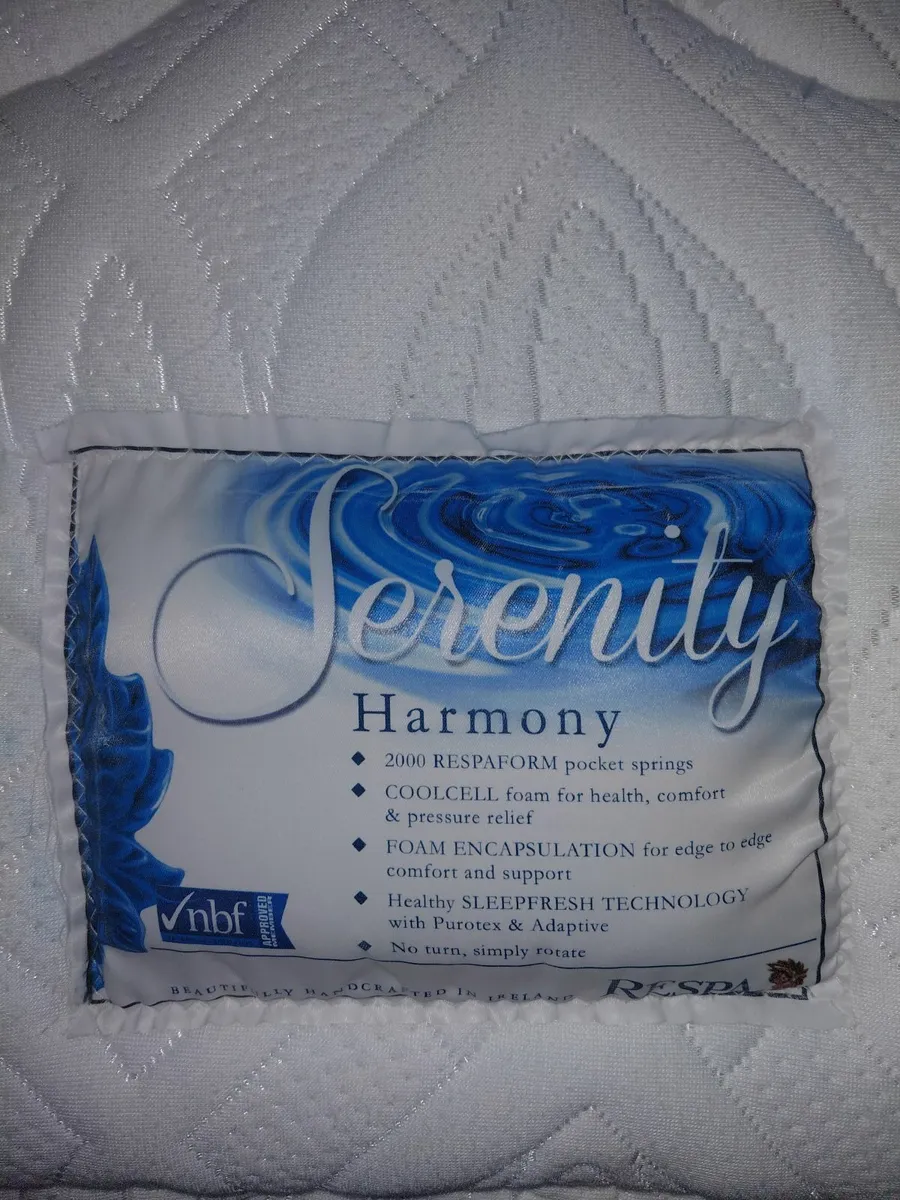 Serenity
Harmony
◆ 2000 RESPAFORM pocket springs
◆ COOLCELL foam for health, comfort
& pressure relief
◆ FOAM ENCAPSULATION for edge to edge
comfort and support
◆ Healthy SLEEPFRESH TECHNOLOGY
with Purotex & Adaptive
◆ No turn, simply rotate
nbf
APPROVED
MEMBER
BEAUTIFULLY HANDCRAFTED IN IRELAND
RESPA